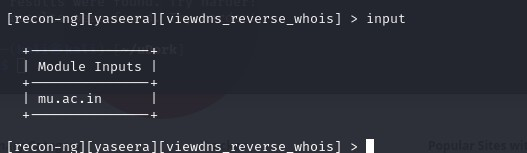 [recon-ng][yaseera][viewdns_reverse_whois] > input
+---------------+
| Module Inputs |
+---------------+
| mu.ac.in      |
+---------------+
[recon-ng][yaseera][viewdns_reverse_whois] >